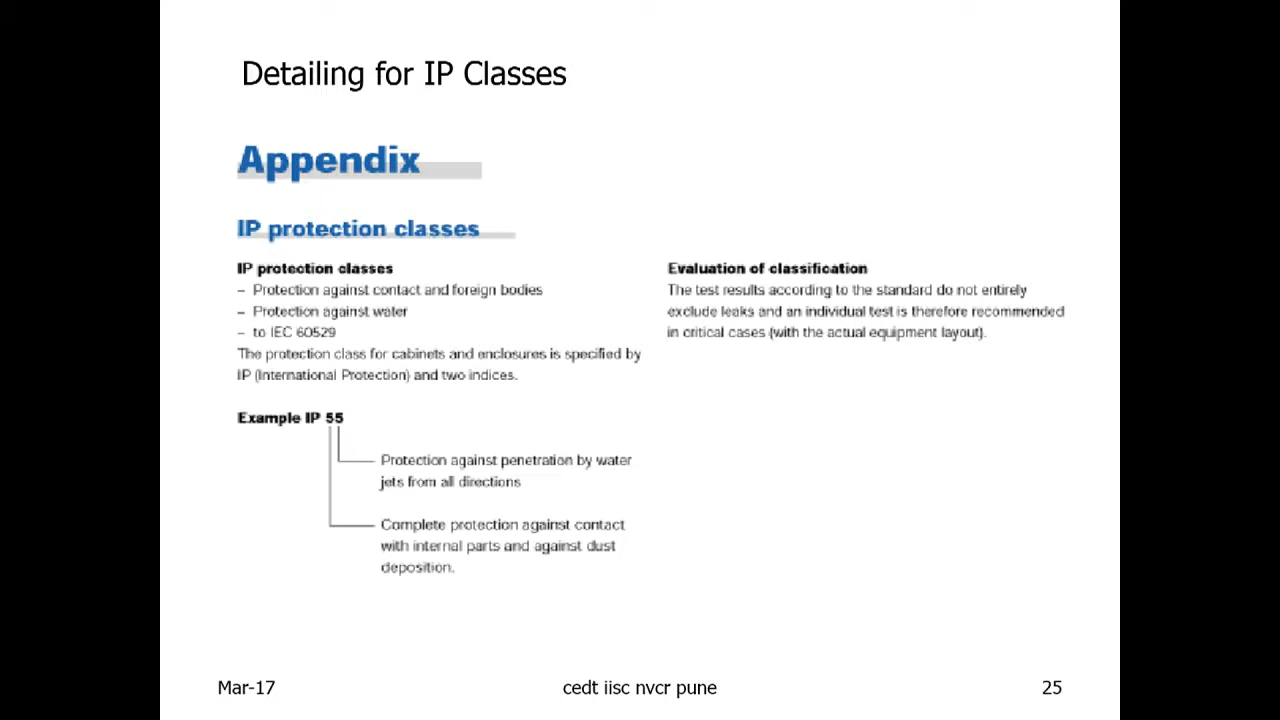 Detailing for IP Classes
Appendix
IP protection classes
IP protection classes
– Protection against contact and foreign bodies
– Protection against water
– to IEC 60529
The protection class for cabinets and enclosures is specified by
IP (International Protection) and two indices.
Example IP 55
Protection against penetration by water
jets from all directions
Complete protection against contact
with internal parts and against dust
deposition.
Evaluation of classification
The test results according to the standard do not entirely
exclude leaks and an individual test is therefore recommended
in critical cases (with the actual equipment layout).
Mar-17
cedt iisc nvcr pune
25